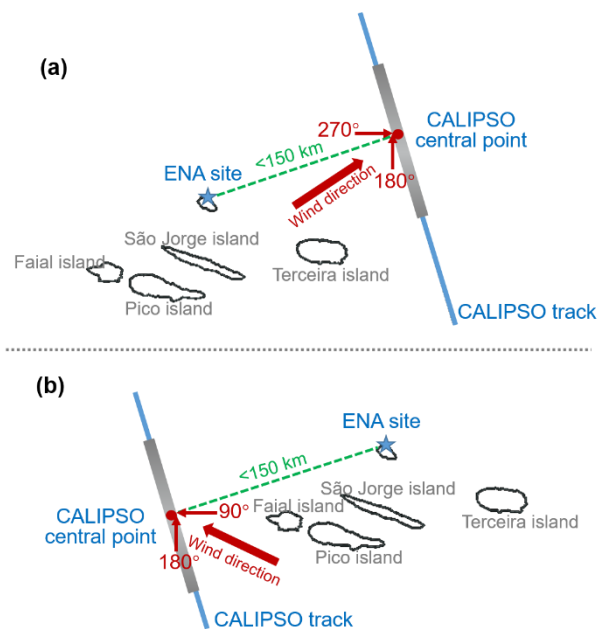 (a)
CALIPSO
central point
270°
180°
<150 km
ENA site
Wind direction
São Jorge island
Faial island
Terceira island
Pico island
CALIPSO track
(b)
ENA site
<150 km
São Jorge island
CALIPSO
central point
90°
Faial island
Terceira island
180°
Wind direction
Pico island
CALIPSO track